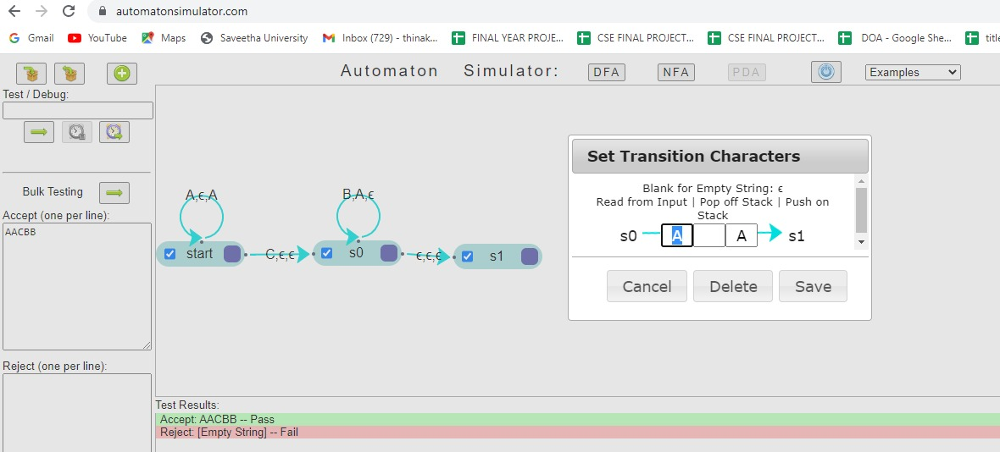 automatonsimulator.com
Gmail YouTube Maps Saveetha University Inbox (729) - thinak... FINAL YEAR PROJE... CSE FINAL PROJECT... CSE FINAL PROJECT... DOA - Google She... title
Automaton Simulator: DFA NFA PDA Examples
Test / Debug:
Bulk Testing
Accept (one per line):
AACBB
Reject (one per line):
A,ϵ,A
B,A,ϵ
start C,ϵ,ϵ s0 ϵ,ϵ,ϵ s1
Set Transition Characters
Blank for Empty String: ϵ
Read from Input | Pop off Stack | Push on
Stack
s0 A A s1
Cancel Delete Save
Test Results:
Accept: AACBB -- Pass
Reject: [Empty String] -- Fail